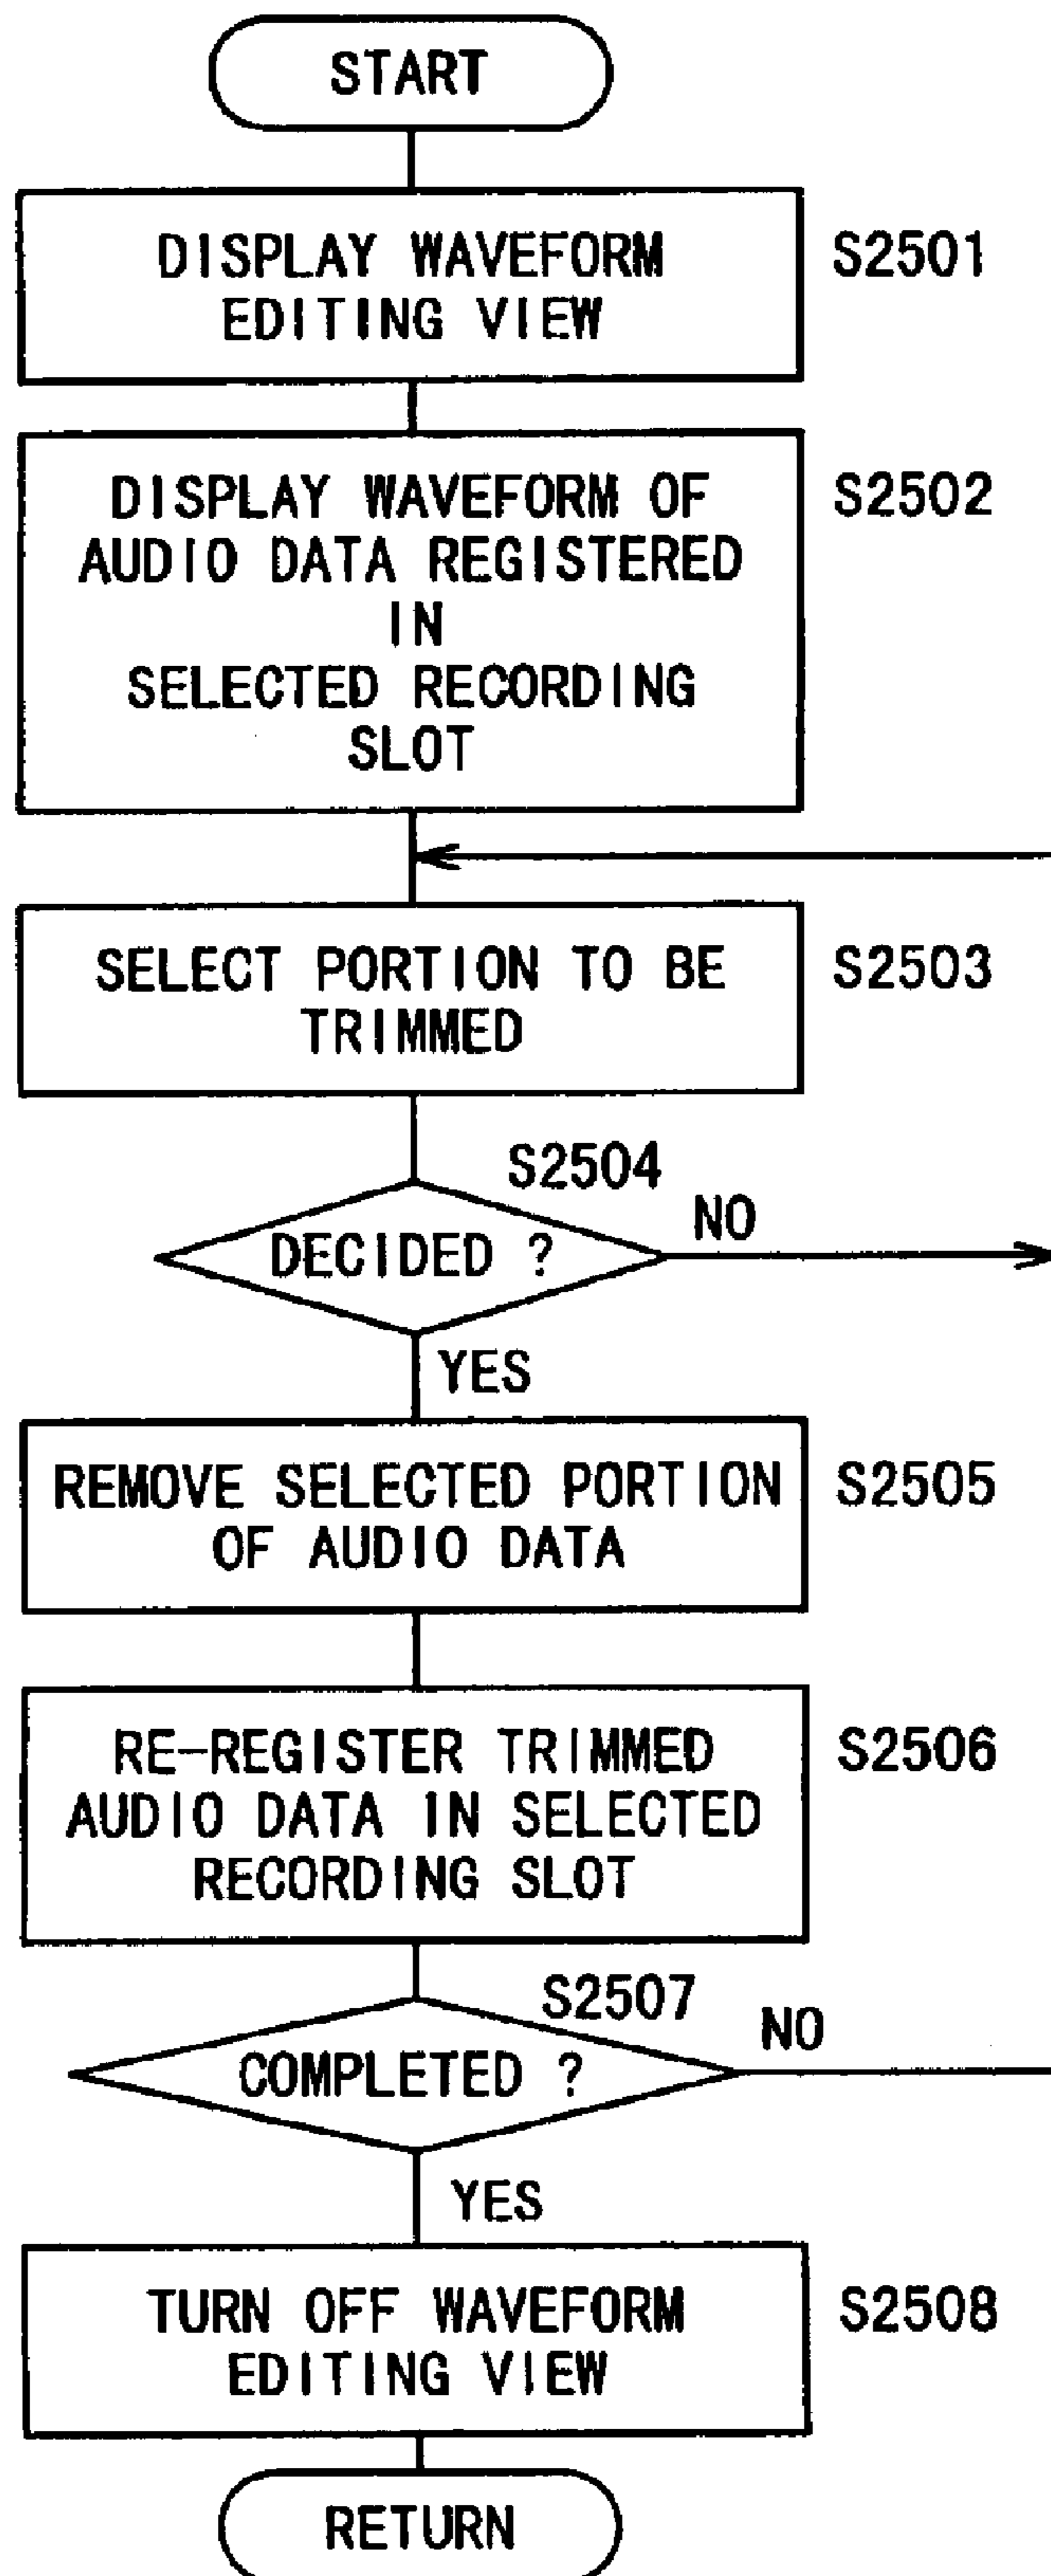 START
DISPLAY WAVEFORM
EDITING VIEW
S2501
DISPLAY WAVEFORM OF
AUDIO DATA REGISTERED
IN
SELECTED RECORDING
SLOT
S2502
SELECT PORTION TO BE
TRIMMED
S2503
S2504
DECIDED ?
NO
YES
REMOVE SELECTED PORTION
OF AUDIO DATA
S2505
RE-REGISTER TRIMMED
AUDIO DATA IN SELECTED
RECORDING SLOT
S2506
S2507
COMPLETED ?
NO
YES
TURN OFF WAVEFORM
EDITING VIEW
S2508
RETURN